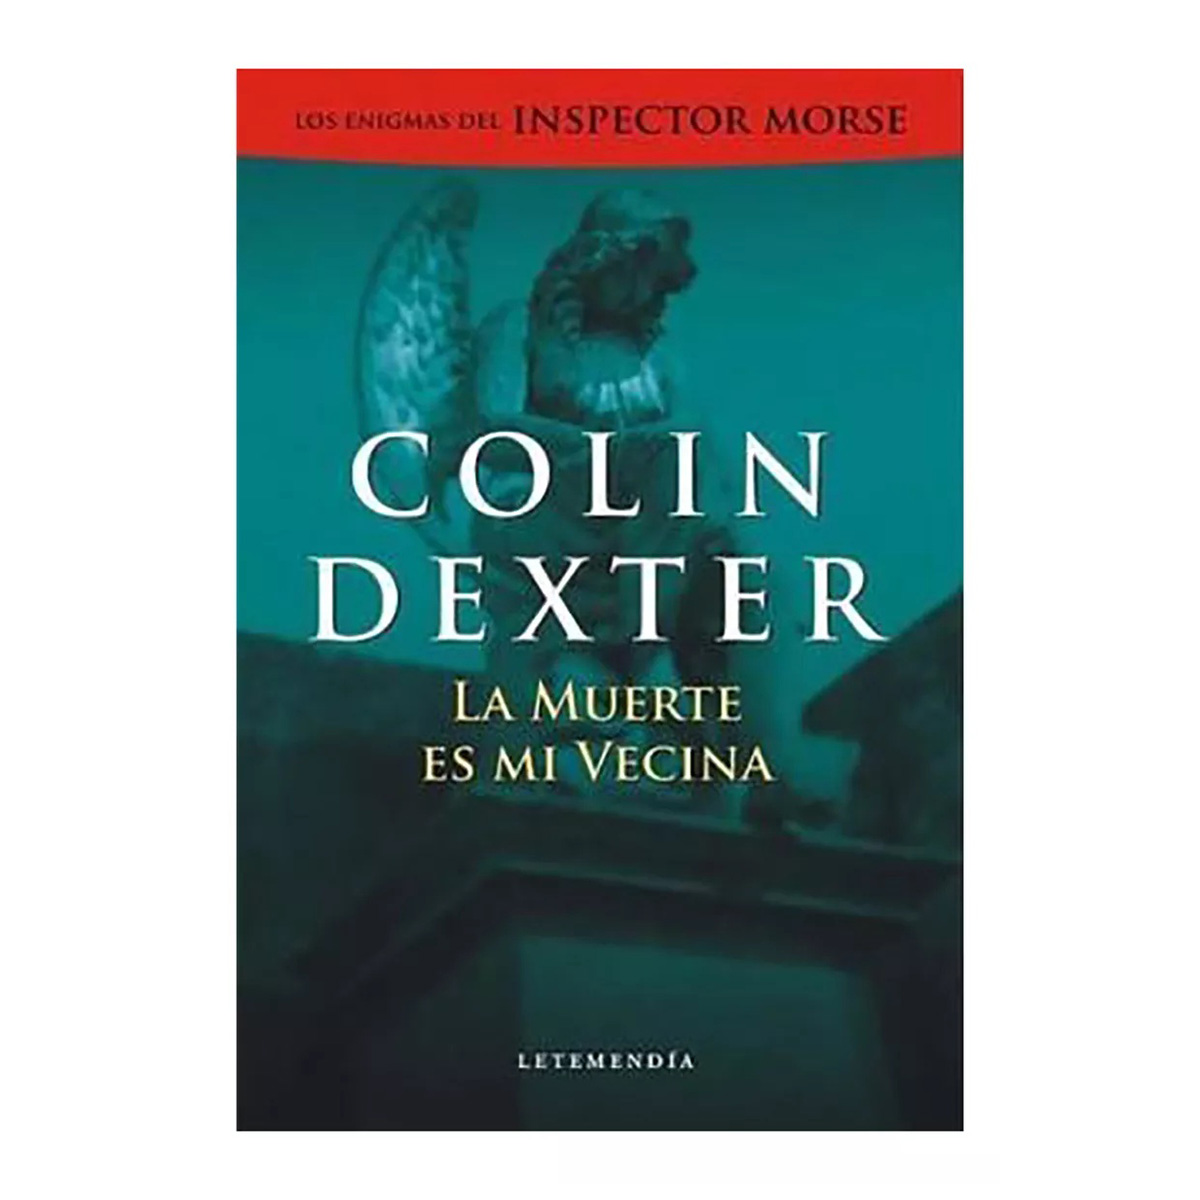 LOS ENIGMAS DEL INSPECTOR MORSE
COLIN
DEXTER
LA MUERTE
ES MI VECINA
LETEMENDÍA